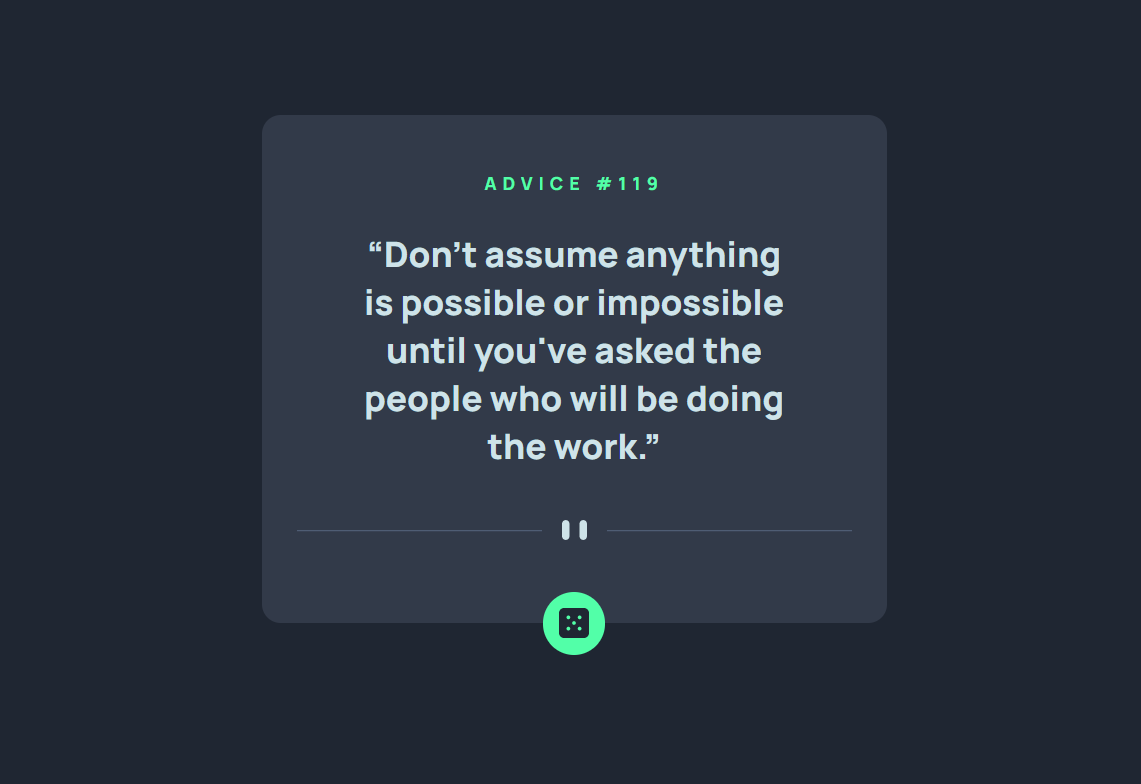 ADVICE #119
“Don’t assume anything
is possible or impossible
until you've asked the
people who will be doing
the work.”